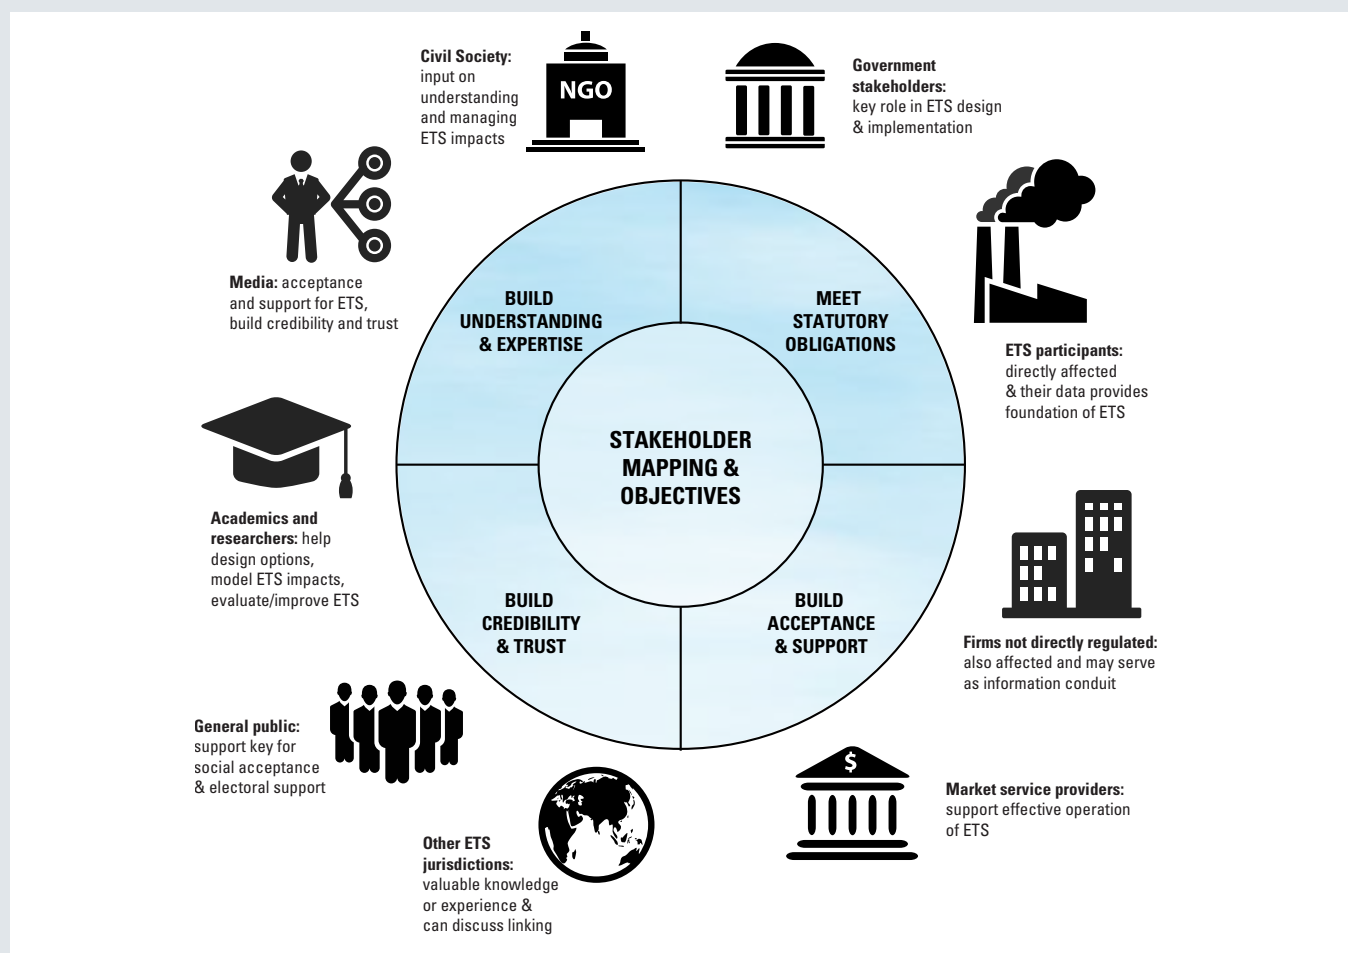 Civil Society:
input on
understanding
and managing
ETS impacts
NGO
Government
stakeholders:
key role in ETS design
& implementation
Media: acceptance
and support for ETS,
build credibility and trust
ETS participants:
directly affected
& their data provides
foundation of ETS
BUILD
UNDERSTANDING
& EXPERTISE
MEET
STATUTORY
OBLIGATIONS
STAKEHOLDER
MAPPING &
OBJECTIVES
BUILD
CREDIBILITY
& TRUST
BUILD
ACCEPTANCE
& SUPPORT
Academics and
researchers: help
design options,
model ETS impacts,
evaluate/improve ETS
Firms not directly regulated:
also affected and may serve
as information conduit
General public:
support key for
social acceptance
& electoral support
Other ETS
jurisdictions:
valuable knowledge
or experience &
can discuss linking
$
Market service providers:
support effective operation
of ETS